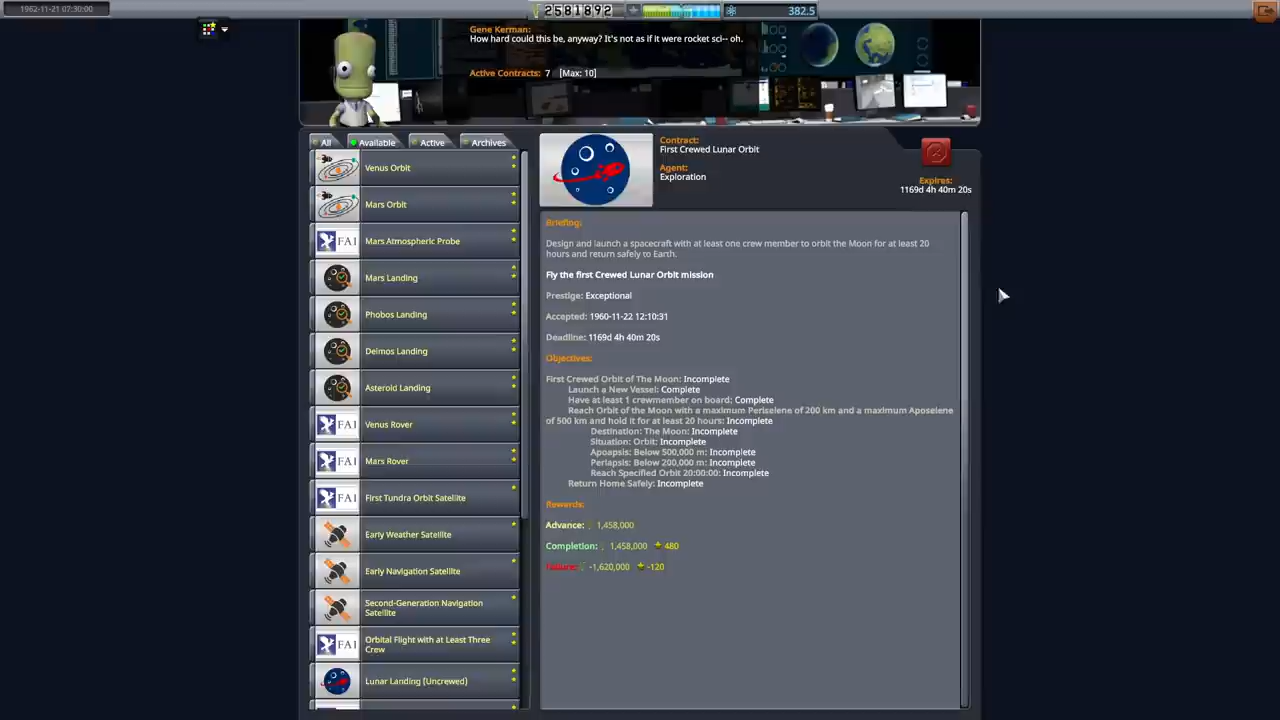 1962-11-21 07:30:00
2581892
382.5
Gene Kerman:
How hard could this be, anyway? It's not as if it were rocket sci-- oh.
Active Contracts: 7 [Max: 10]
All
Available
Active
Archives
Venus Orbit
Mars Orbit
FAI
Mars Atmospheric Probe
Mars Landing
Phobos Landing
Deimos Landing
Asteroid Landing
FAI
Venus Rover
FAI
Mars Rover
FAI
First Tundra Orbit Satellite
Early Weather Satellite
Early Navigation Satellite
Second-Generation Navigation
Satellite
FAI
Orbital Flight with at Least Three
Crew
Lunar Landing (Uncrewed)
Contract:
First Crewed Lunar Orbit
Agent:
Exploration
Expires:
1169d 4h 40m 20s
Briefing:
Design and launch a spacecraft with at least one crew member to orbit the Moon for at least 20
hours and return safely to Earth.
Fly the first Crewed Lunar Orbit mission
Prestige: Exceptional
Accepted: 1960-11-22 12:10:31
Deadline: 1169d 4h 40m 20s
Objectives:
First Crewed Orbit of The Moon: Incomplete
Launch a New Vessel: Complete
Have at least 1 crewmember on board: Complete
Reach Orbit of the Moon with a maximum Periselene of 200 km and a maximum Aposelene
of 500 km and hold it for at least 20 hours: Incomplete
Destination: The Moon: Incomplete
Situation: Orbit: Incomplete
Apoapsis: Below 500,000 m: Incomplete
Periapsis: Below 200,000 m: Incomplete
Reach Specified Orbit 20:00:00: Incomplete
Return Home Safely: Incomplete
Rewards:
Advance: 1,458,000
Completion: 1,458,000 480
Failure: -1,620,000 -120